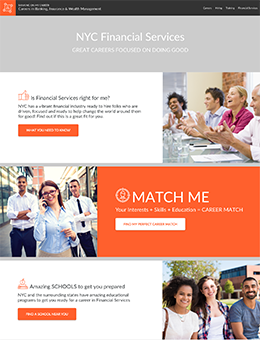 Careers in Banking, Insurance & Wealth Management
NYC Financial Services
GREAT CAREERS FOCUSED ON DOING GOOD
Is Financial Services right for me?
NYC has a vibrant financial industry ready to hire folks who are
driven, focused and ready to help change the world around them
for good! Find out if this is a great fit for you.
WHAT YOU NEED TO KNOW
MATCH ME
Your Interests + Skills + Education = CAREER MATCH
FIND MY PERFECT CAREER MATCH
Amazing SCHOOLS to get you prepared
NYC and the surrounding states have amazing educational
programs to get you ready for a career in Financial Services
FIND A SCHOOL NEAR YOU